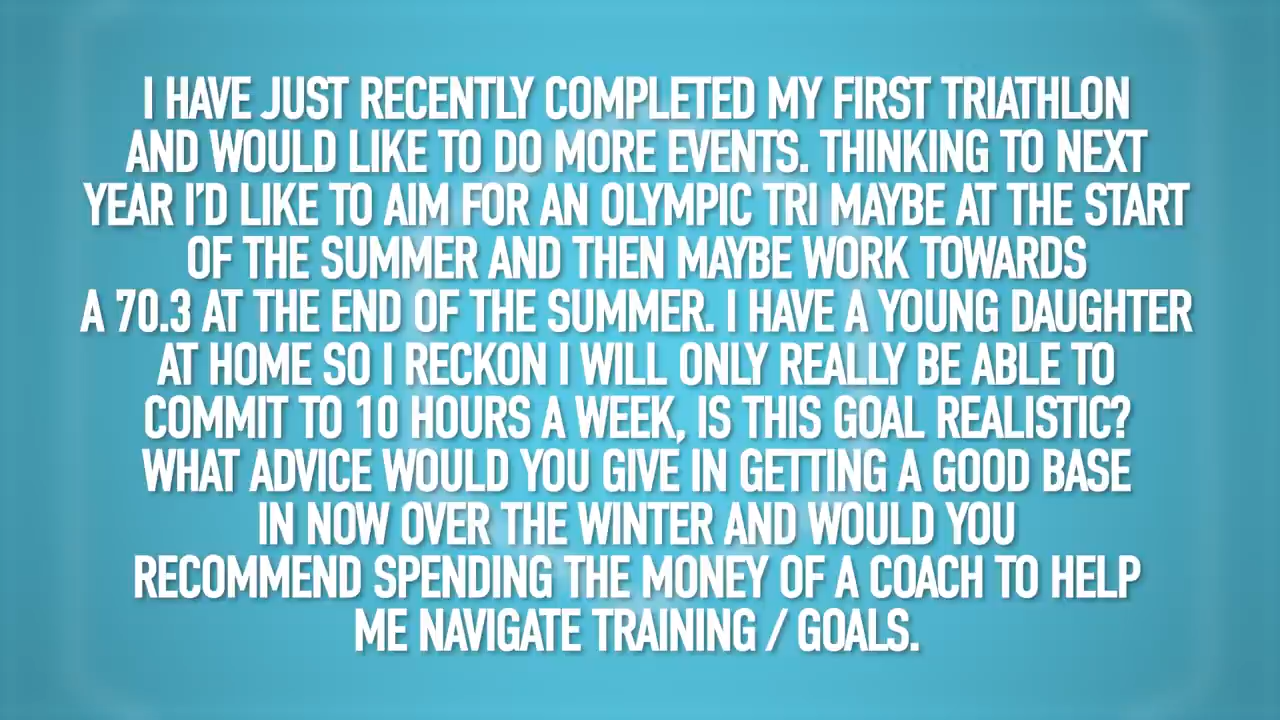 I HAVE JUST RECENTLY COMPLETED MY FIRST TRIATHLON
AND WOULD LIKE TO DO MORE EVENTS. THINKING TO NEXT
YEAR I'D LIKE TO AIM FOR AN OLYMPIC TRI MAYBE AT THE START
OF THE SUMMER AND THEN MAYBE WORK TOWARDS
A 70.3 AT THE END OF THE SUMMER. I HAVE A YOUNG DAUGHTER
AT HOME SO I RECKON I WILL ONLY REALLY BE ABLE TO
COMMIT TO 10 HOURS A WEEK, IS THIS GOAL REALISTIC?
WHAT ADVICE WOULD YOU GIVE IN GETTING A GOOD BASE
IN NOW OVER THE WINTER AND WOULD YOU
RECOMMEND SPENDING THE MONEY OF A COACH TO HELP
ME NAVIGATE TRAINING / GOALS.